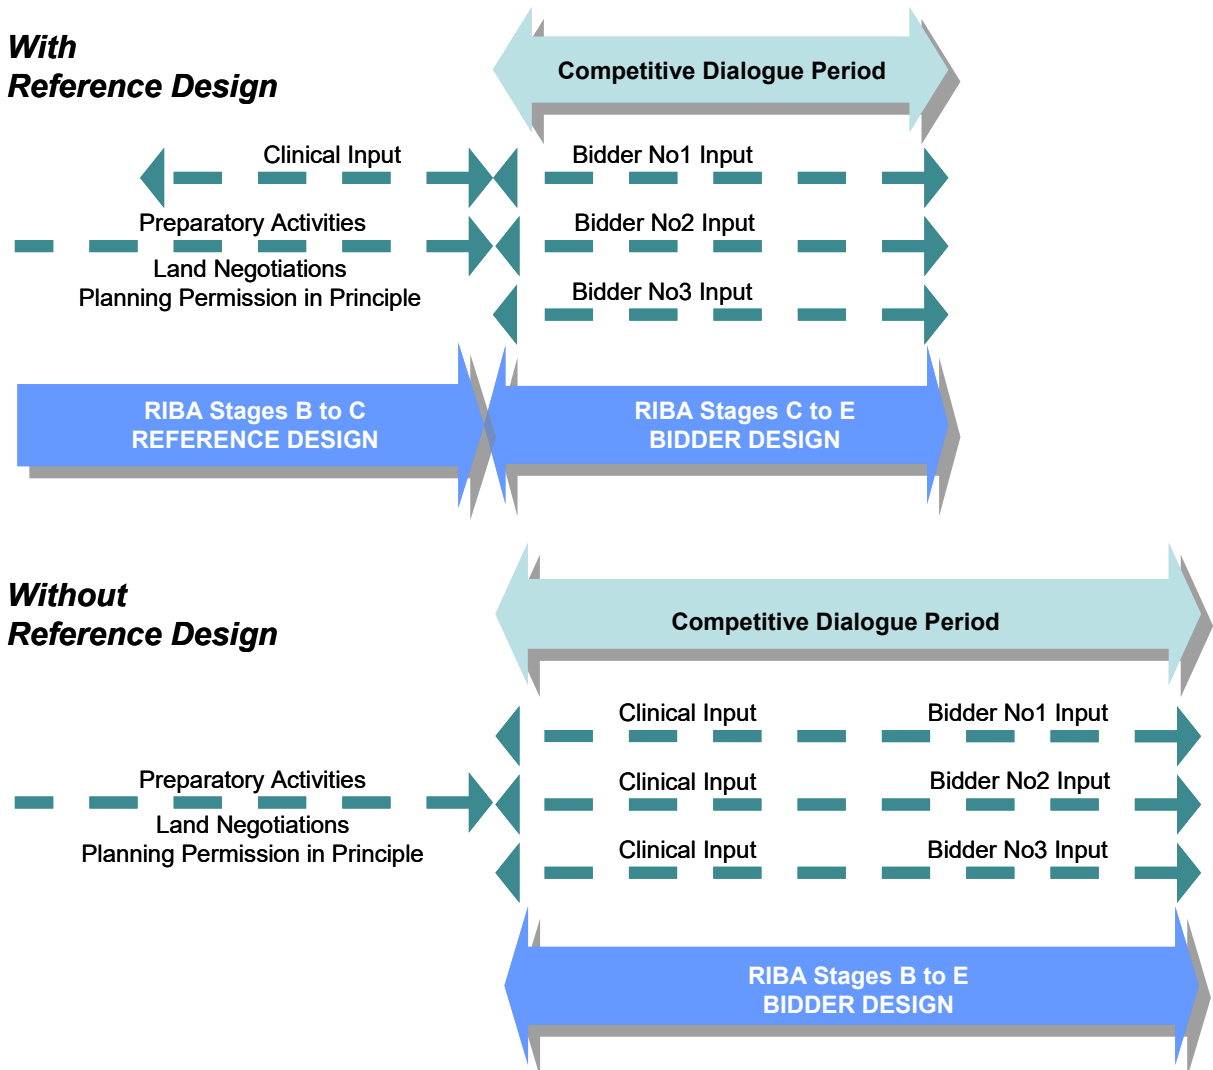 With
Reference Design
Competitive Dialogue Period
Clinical Input
Bidder No1 Input
Preparatory Activities
Bidder No2 Input
Land Negotiations
Planning Permission in Principle
Bidder No3 Input
RIBA Stages B to C
REFERENCE DESIGN
RIBA Stages C to E
BIDDER DESIGN
Without
Reference Design
Competitive Dialogue Period
Clinical Input
Bidder No1 Input
Preparatory Activities
Clinical Input
Bidder No2 Input
Land Negotiations
Planning Permission in Principle
Clinical Input
Bidder No3 Input
RIBA Stages B to E
BIDDER DESIGN